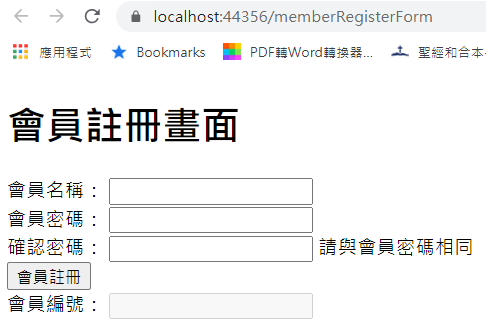 localhost:44356/memberRegisterForm
應用程式 Bookmarks PDF轉Word轉換器... 聖經和合本-
會員註冊畫面
會員名稱：
會員密碼：
確認密碼： 請與會員密碼相同
會員註冊
會員編號：